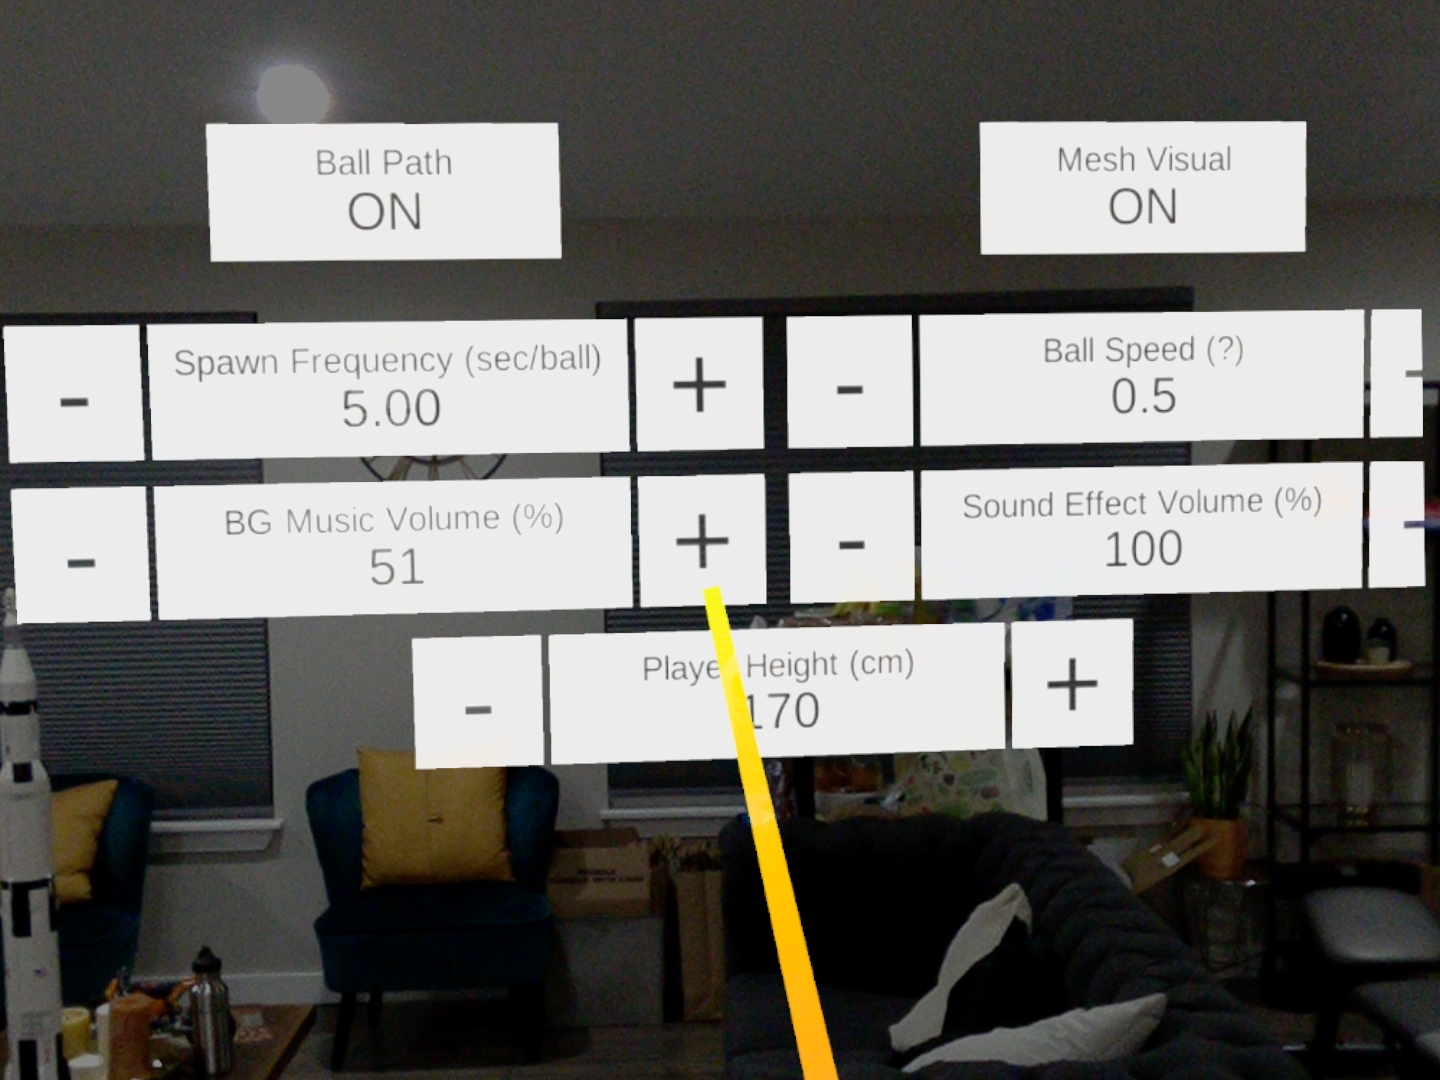 Ball Path
ON
Mesh Visual
ON
-
Spawn Frequency (sec/ball)
5.00
+
-
Ball Speed (?)
0.5
-
BG Music Volume (%)
51
+
-
Sound Effect Volume (%)
100
-
Player Height (cm)
170
+